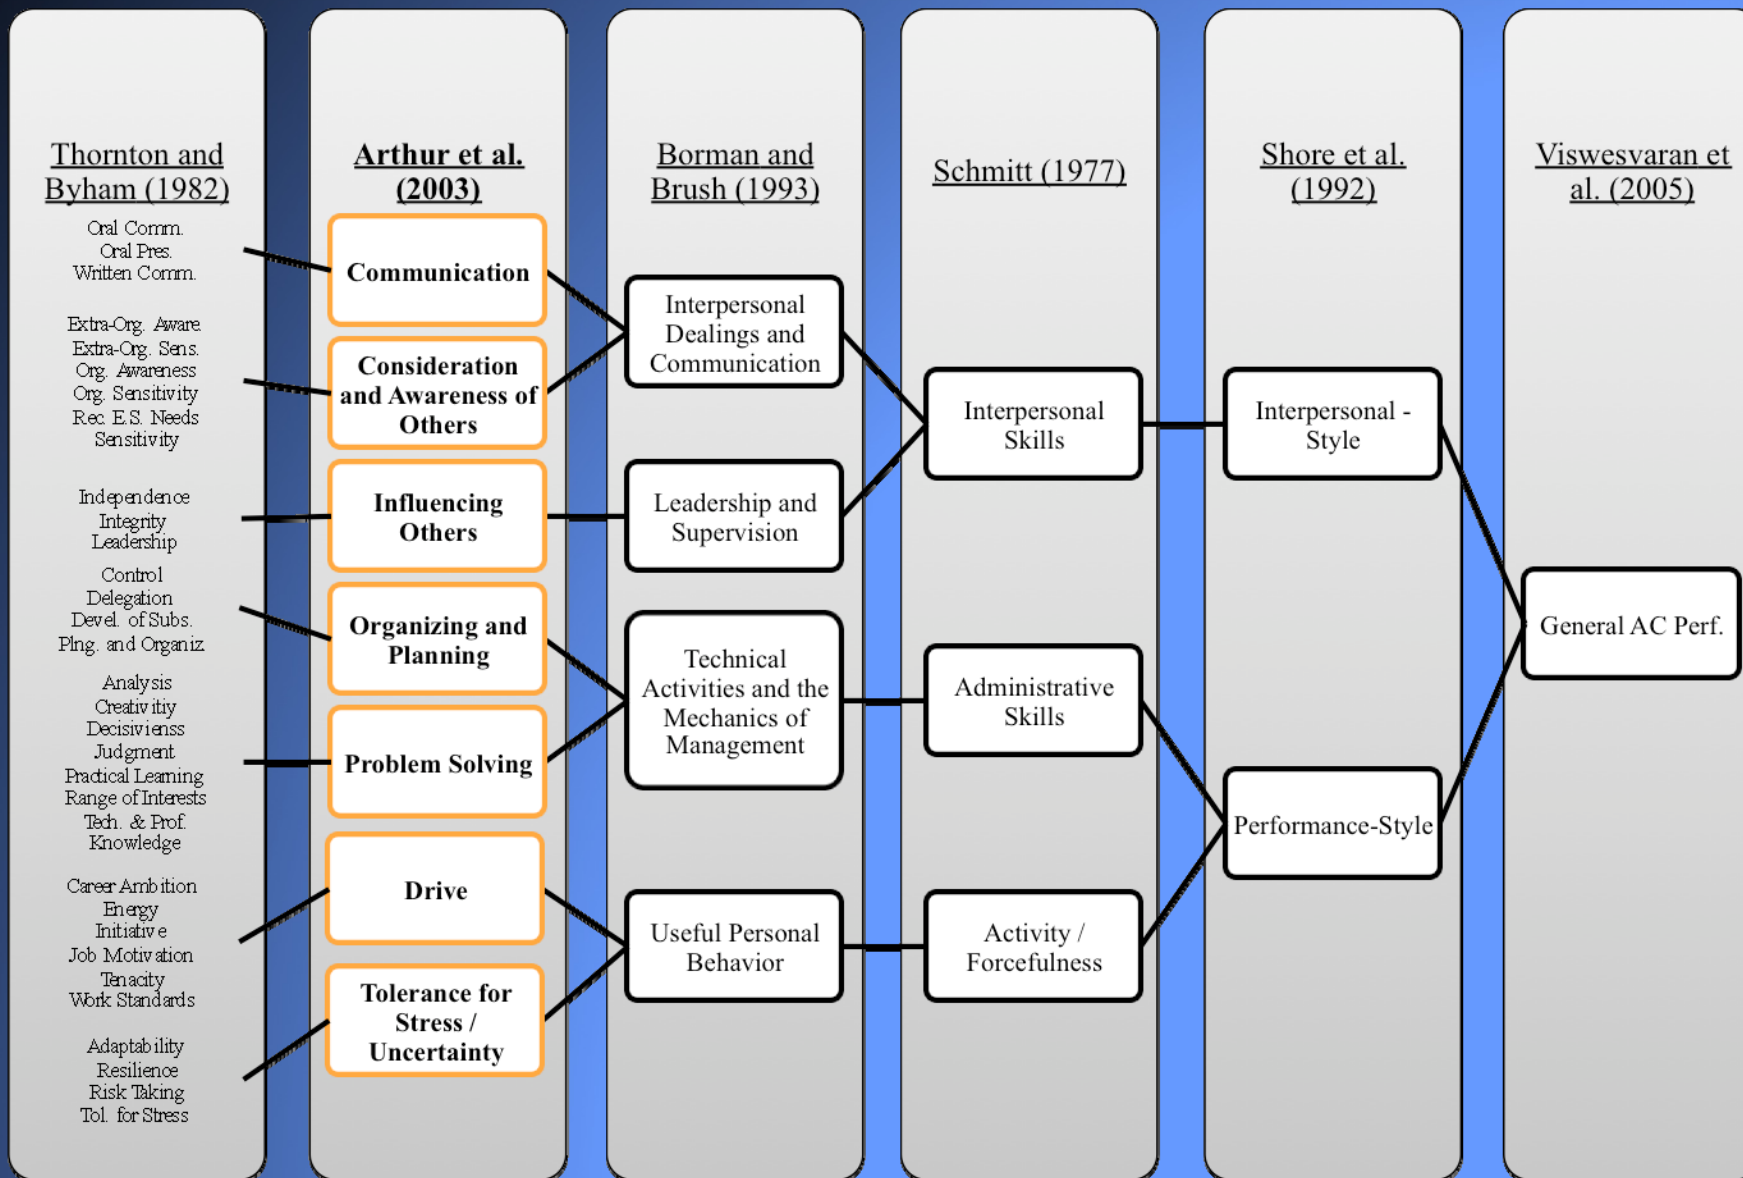 Thornton and
Byham (1982)
Oral Comm.
Oral Pres.
Written Comm.
Extra-Org. Aware
Extra-Org. Sens.
Org. Awareness
Org. Sensitivity
Rec E.S. Needs
Sensitivity
Independence
Integrity
Leadership
Control
Delegation
Devel. of Subs.
Plng. and Organiz
Analysis
Creativitiy
Decisivienss
Judgment
Practical Learning
Range of Interests
Tech. & Prof.
Knowledge
Career Ambition
Energy
Initiative
Job Motivation
Tenacity
Work Standards
Adaptability
Resilience
Risk Taking
Tol. for Stress
Arthur et al.
(2003)
Communication
Consideration
and Awareness of
Others
Influencing
Others
Organizing and
Planning
Problem Solving
Drive
Tolerance for
Stress /
Uncertainty
Borman and
Brush (1993)
Interpersonal
Dealings and
Communication
Leadership and
Supervision
Technical
Activities and the
Mechanics of
Management
Useful Personal
Behavior
Schmitt (1977)
Interpersonal
Skills
Administrative
Skills
Activity /
Forcefulness
Shore et al.
(1992)
Interpersonal -
Style
Performance-Style
Viswesvaran et
al. (2005)
General AC Perf.